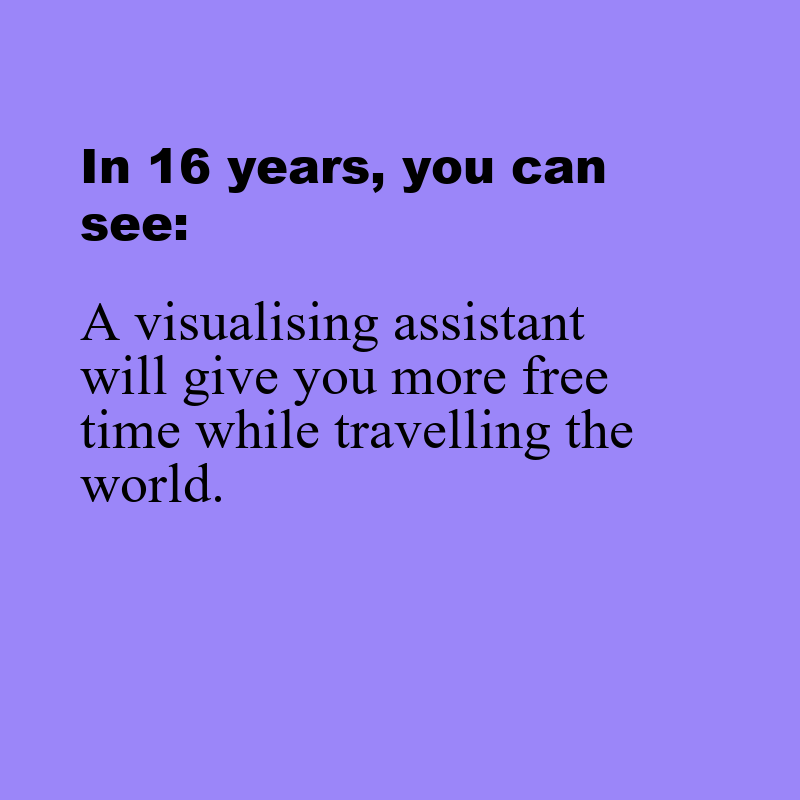 In 16 years, you can
see:
A visualising assistant
will give you more free
time while travelling the
world.